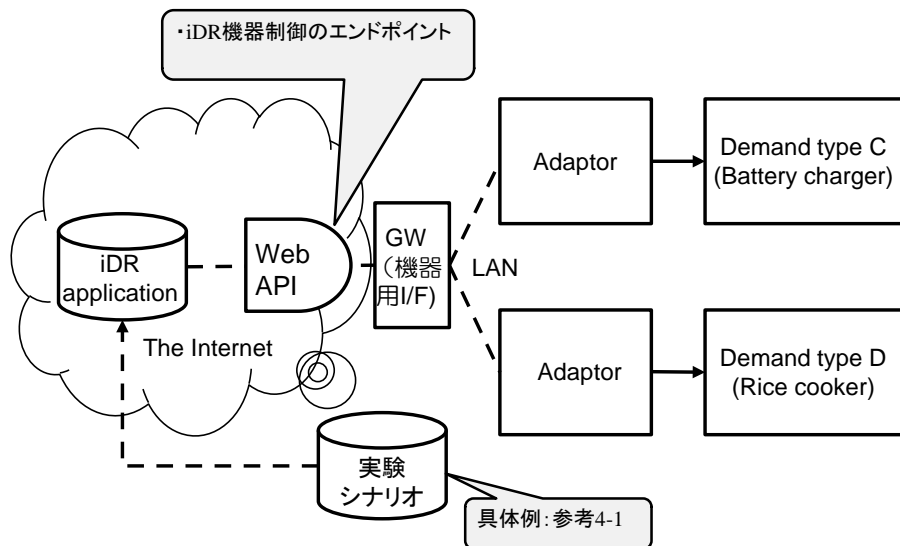 ・iDR機器制御のエンドポイント
Adaptor
Demand type C
(Battery charger)
iDR
application
Web
API
GW
（機器
用I/F)
LAN
The Internet
Adaptor
Demand type D
(Rice cooker)
実験
シナリオ
具体例：参考4-1